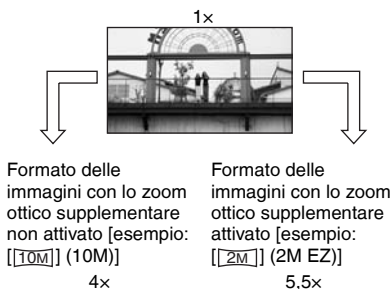 1×
Formato delle
immagini con lo zoom
ottico supplementare
non attivato [esempio:
[[10M]] (10M)]
4×
Formato delle
immagini con lo zoom
ottico supplementare
attivato [esempio:
[[2M]] (2M EZ)]
5,5×